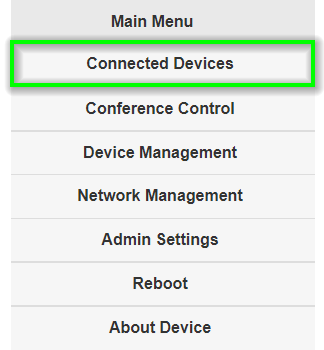 Main Menu
Connected Devices
Conference Control
Device Management
Network Management
Admin Settings
Reboot
About Device